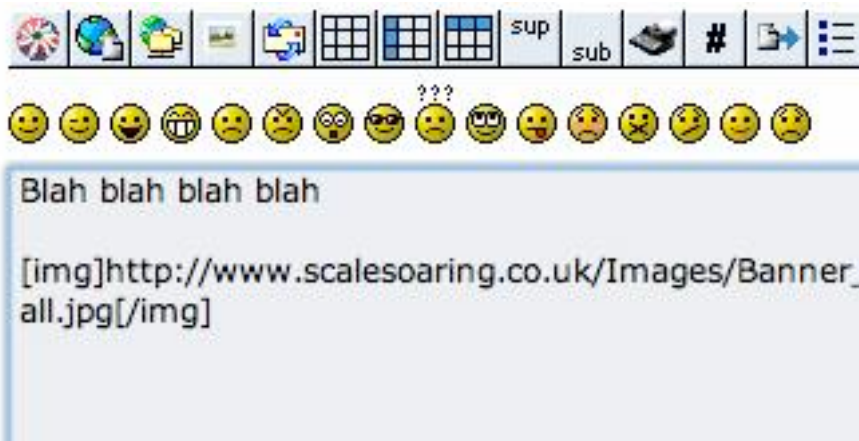 sup
sub
#
???
Blah blah blah blah
[img]http://www.scalesoaring.co.uk/Images/Banner_
all.jpg[/img]